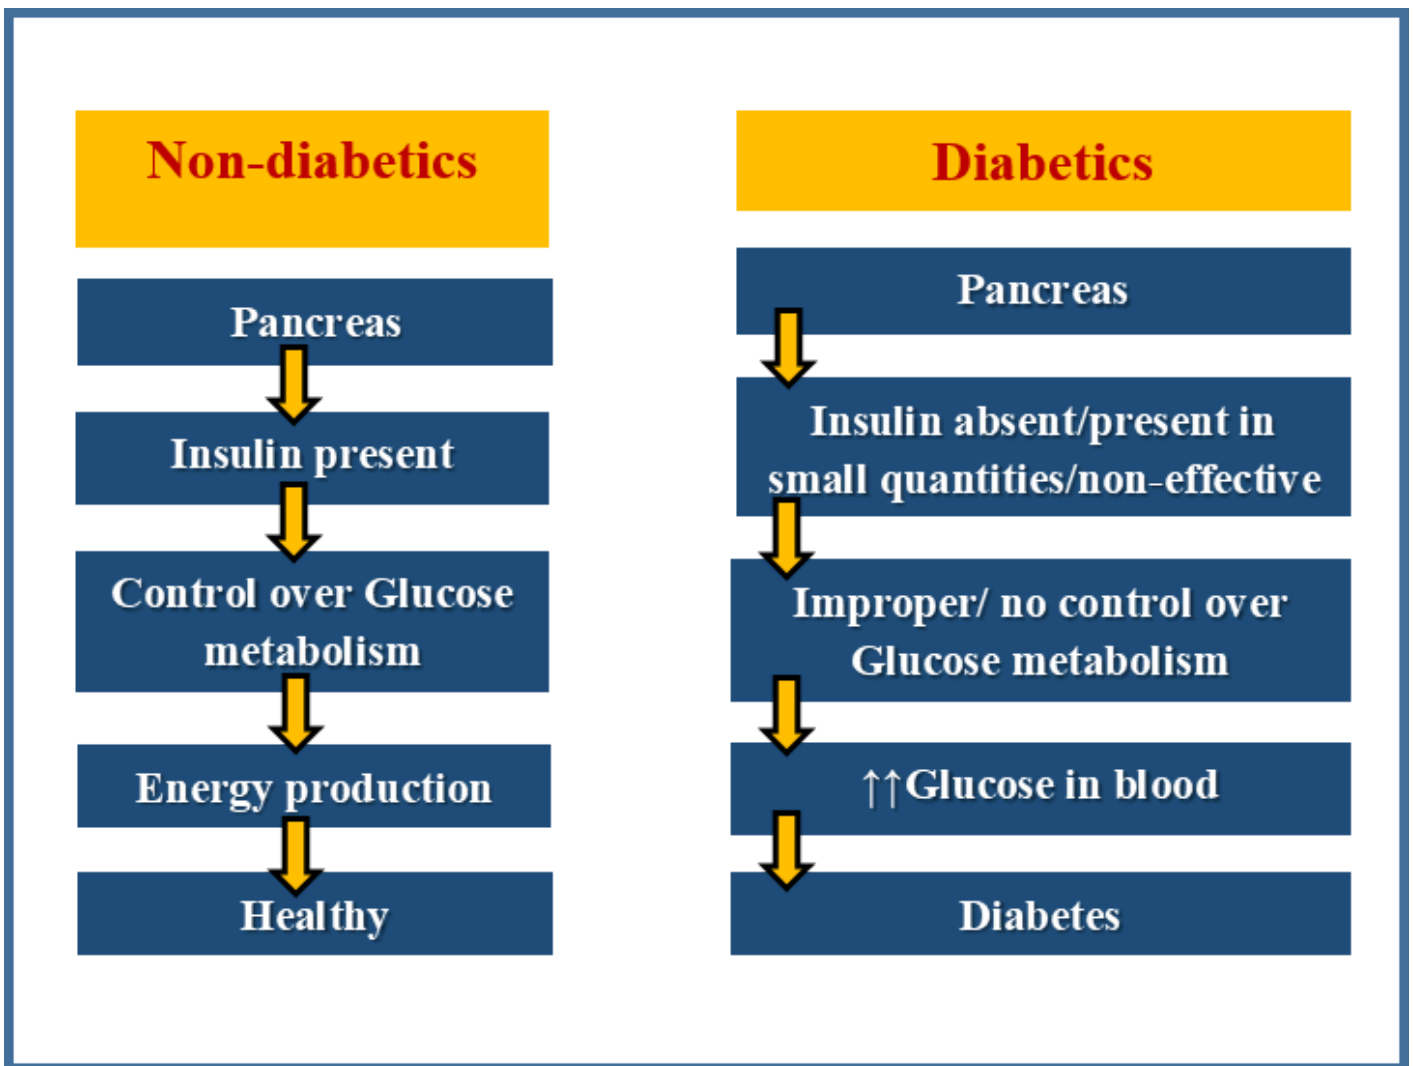 Non-diabetics
Pancreas
Insulin present
Control over Glucose
metabolism
Energy production
Healthy
Diabetics
Pancreas
Insulin absent/present in
small quantities/non-effective
Improper/ no control over
Glucose metabolism
↑↑Glucose in blood
Diabetes